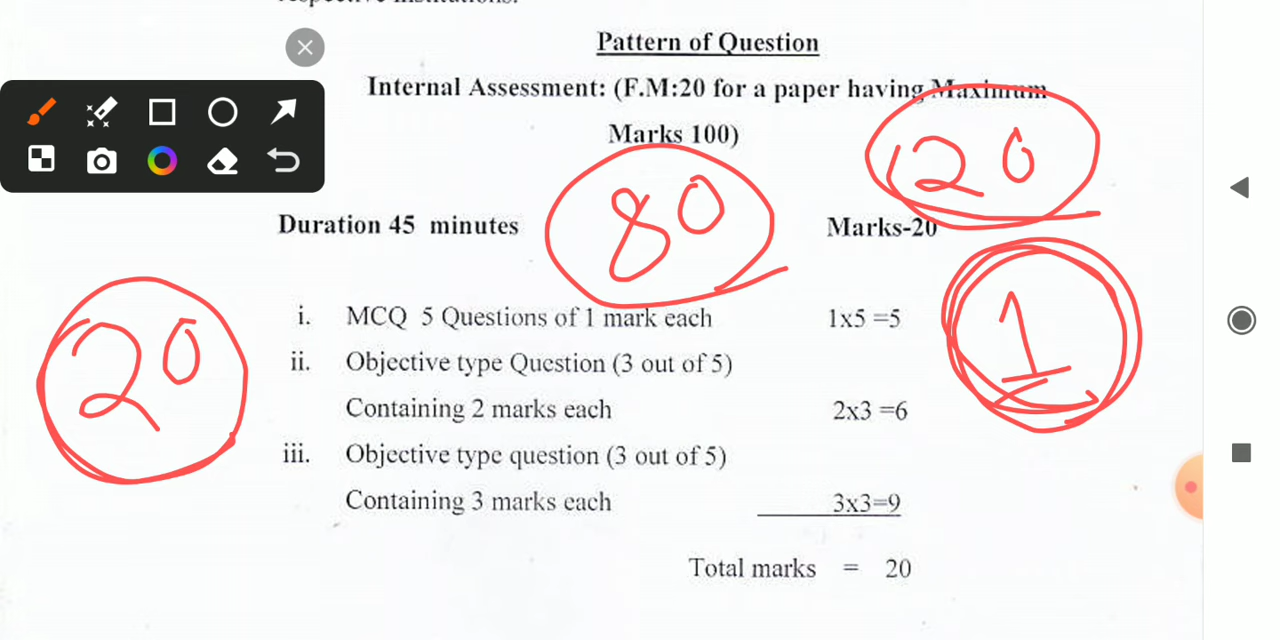 Pattern of Question
Internal Assessment: (F.M:20 for a paper having Maximum
Marks 100)
20
80
Duration 45 minutes Marks-20
20
1
i. MCQ 5 Questions of 1 mark each 1x5 =5
ii. Objective type Question (3 out of 5)
Containing 2 marks each 2x3 =6
iii. Objective type question (3 out of 5)
Containing 3 marks each 3x3=9
Total marks = 20